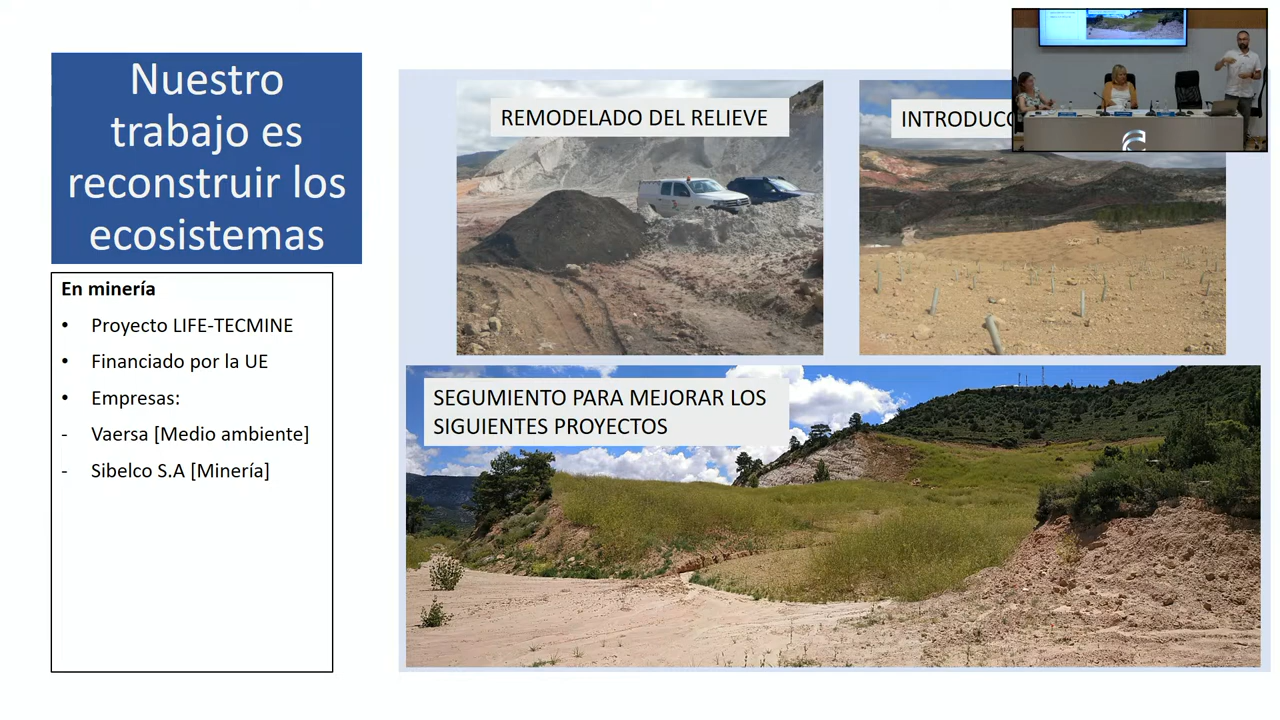 Nuestro
trabajo es
reconstruir los
ecosistemas
En minería
• Proyecto LIFE-TECMINE
• Financiado por la UE
• Empresas:
- Vaersa [Medio ambiente]
- Sibelco S.A [Minería]
REMODELADO DEL RELIEVE
SEGUMIENTO PARA MEJORAR LOS
SIGUIENTES PROYECTOS